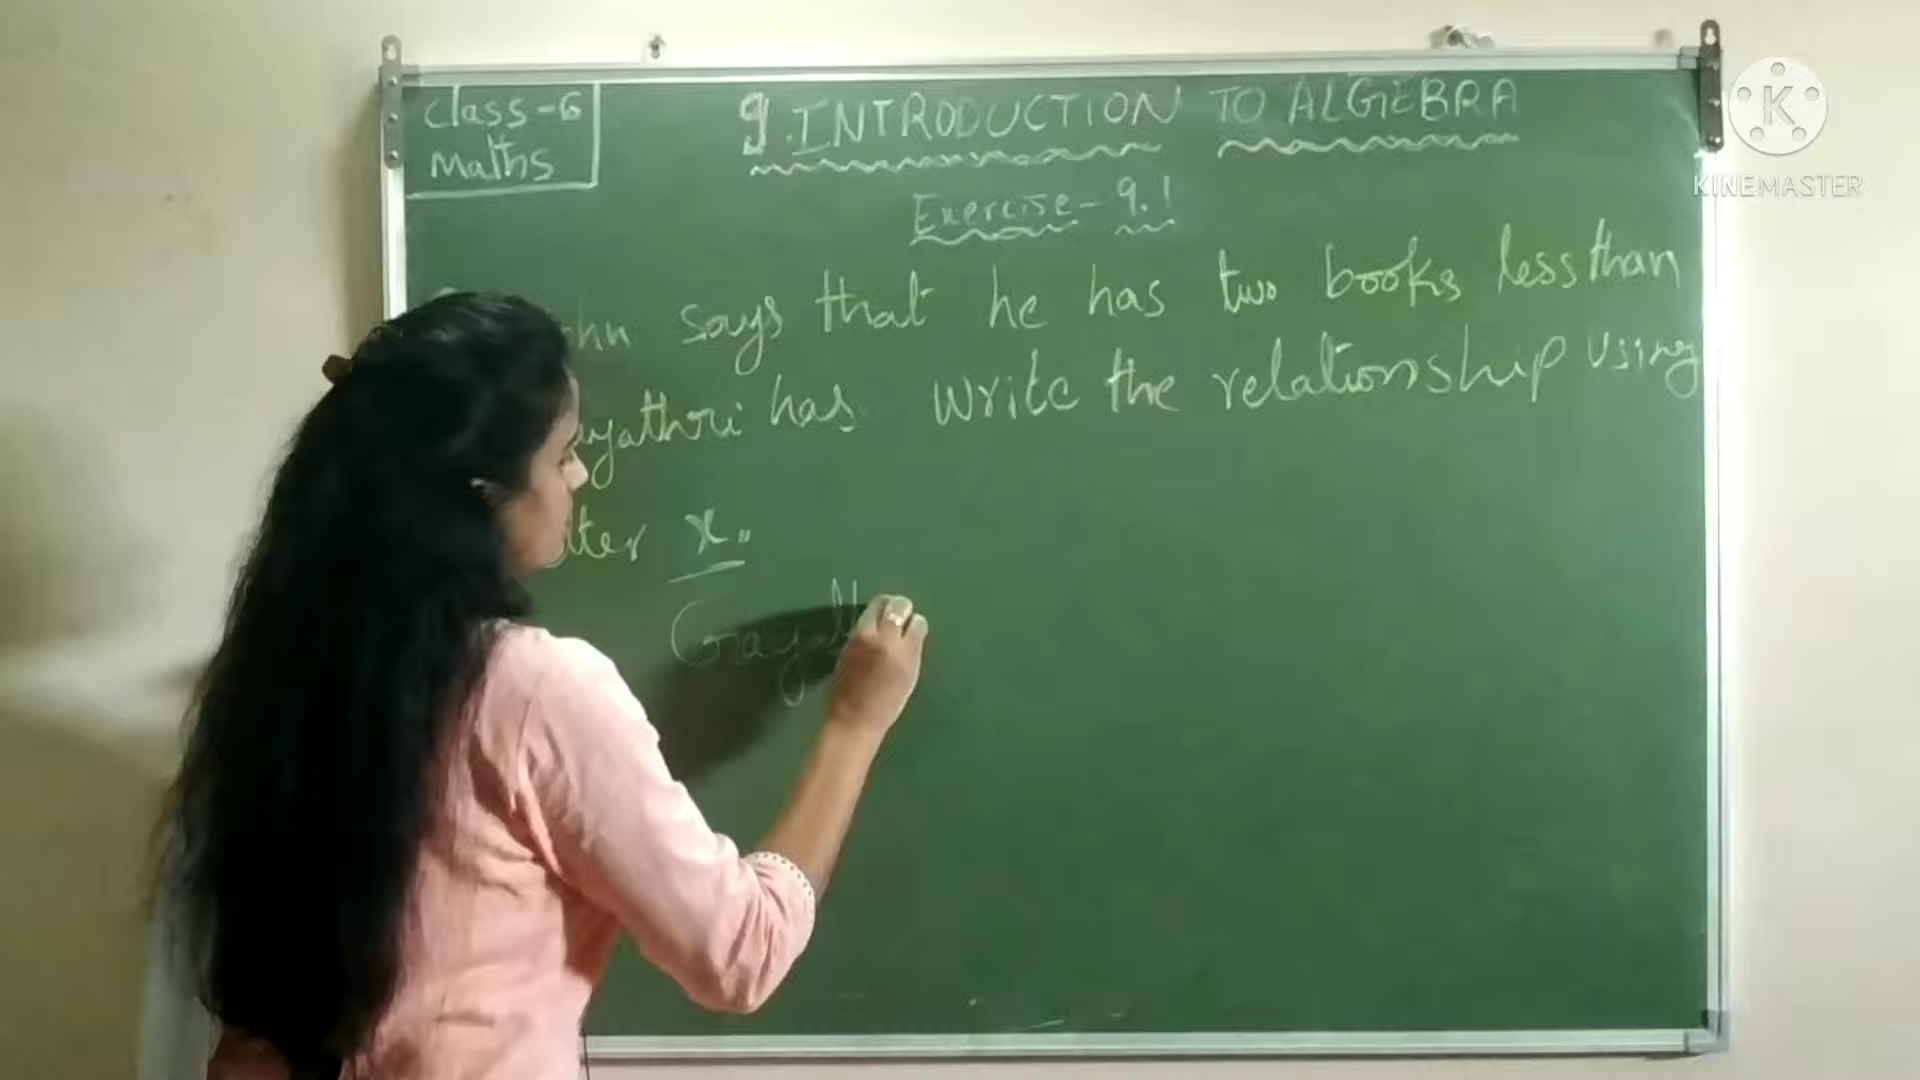 Class-6
Maths
9. INTRODUCTION TO ALGEBRA
Exercise-9.1
says that he has two books less than
has write the relationship using
x.
KINEMASTER